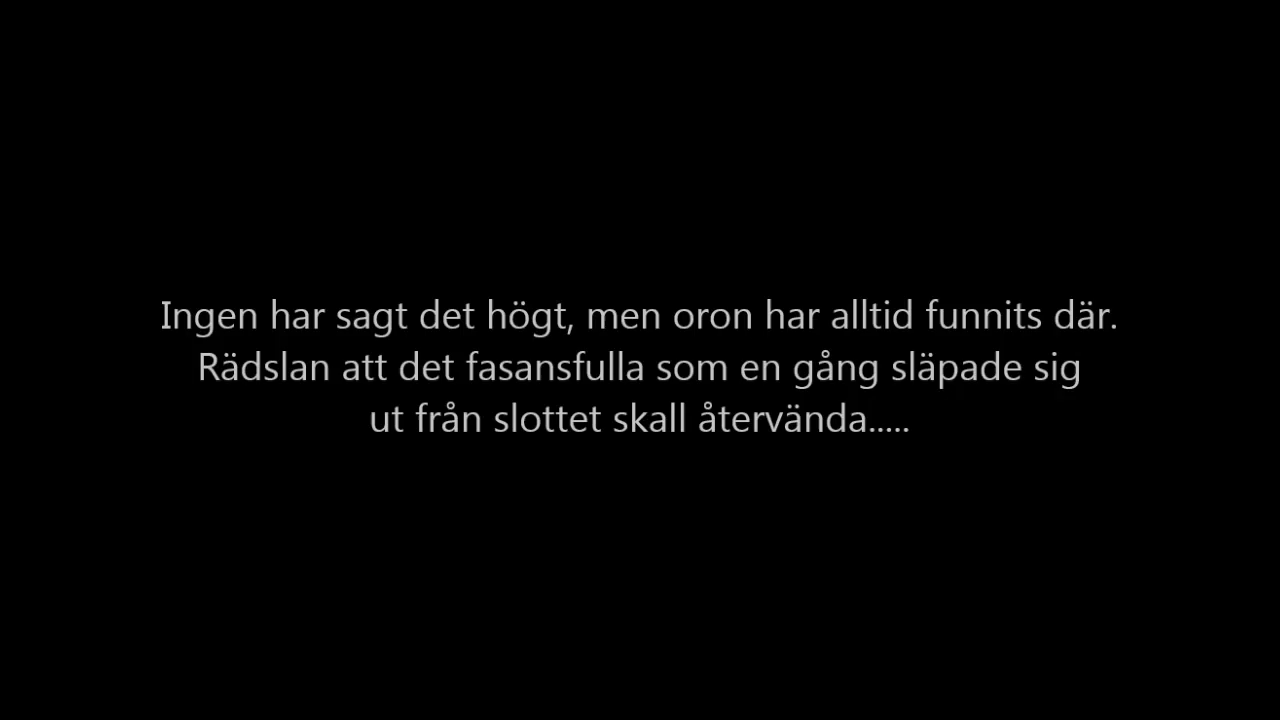 Ingen har sagt det högt, men oron har alltid funnits där.
Rädslan att det fasansfulla som en gång släpade sig
ut från slottet skall återvända.....